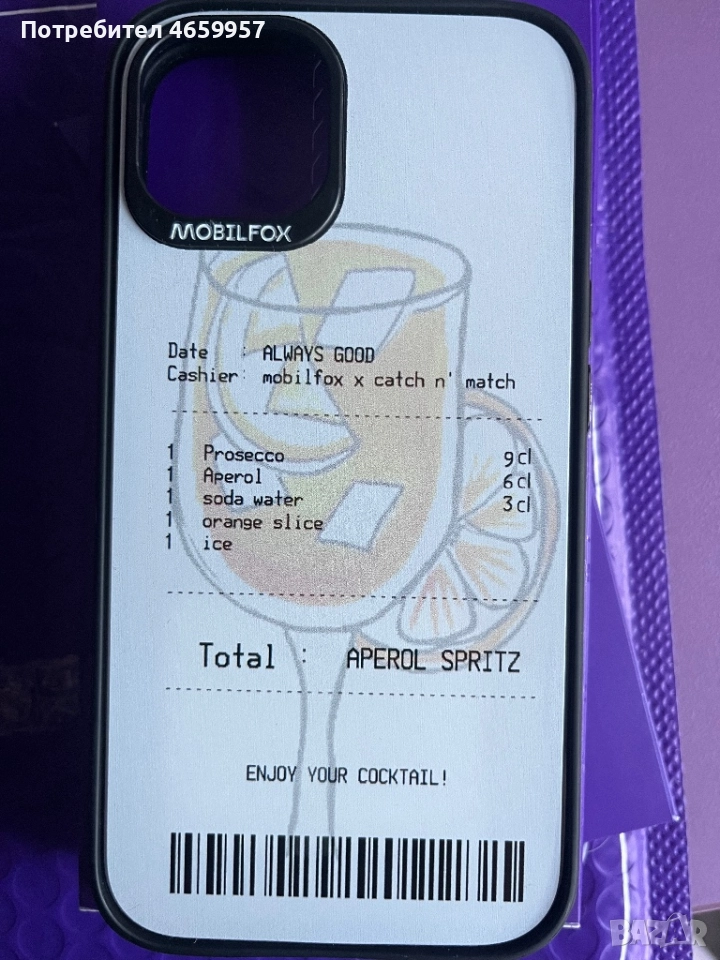 Потребител 4659957
MOBILFOX
Date : ALWAYS GOOD
Cashier: mobilfox x catch n' match
1 Prosecco 9cl
1 Aperol 6cl
1 soda water 3cl
1 orange slice
1 ice
Total : APEROL SPRITZ
ENJOY YOUR COCKTAIL!
BAZAR